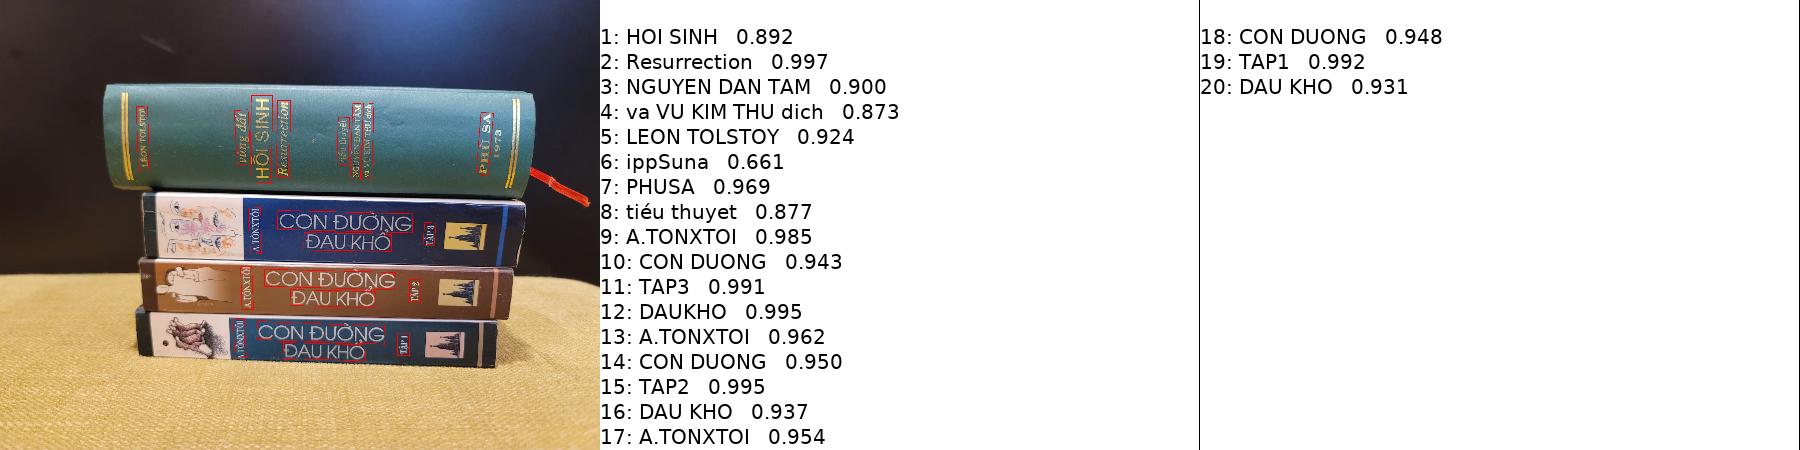 LEON TOLSTOI
vùng dất
HỒI SINH
Resurrection
tiểu thuyết
NGUYỄN ĐAN TÂM
và VŨ KIM THƯ dịch
PHÙ SA
1973
A.TÔNXTÔI
CON ĐƯỜNG
ĐAU KHỔ
TẬP 3
A.TÔNXTÔI
CON ĐƯỜNG
ĐAU KHỔ
TẬP 2
A.TÔNXTÔI
CON ĐƯỜNG
ĐAU KHỔ
TẬP 1
1: HOI SINH 0.892
2: Resurrection 0.997
3: NGUYEN DAN TAM 0.900
4: va VU KIM THU dich 0.873
5: LEON TOLSTOY 0.924
6: ippSuna 0.661
7: PHUSA 0.969
8: tiéu thuyet 0.877
9: A.TONXTOI 0.985
10: CON DUONG 0.943
11: TAP3 0.991
12: DAUKHO 0.995
13: A.TONXTOI 0.962
14: CON DUONG 0.950
15: TAP2 0.995
16: DAU KHO 0.937
17: A.TONXTOI 0.954
18: CON DUONG 0.948
19: TAP1 0.992
20: DAU KHO 0.931